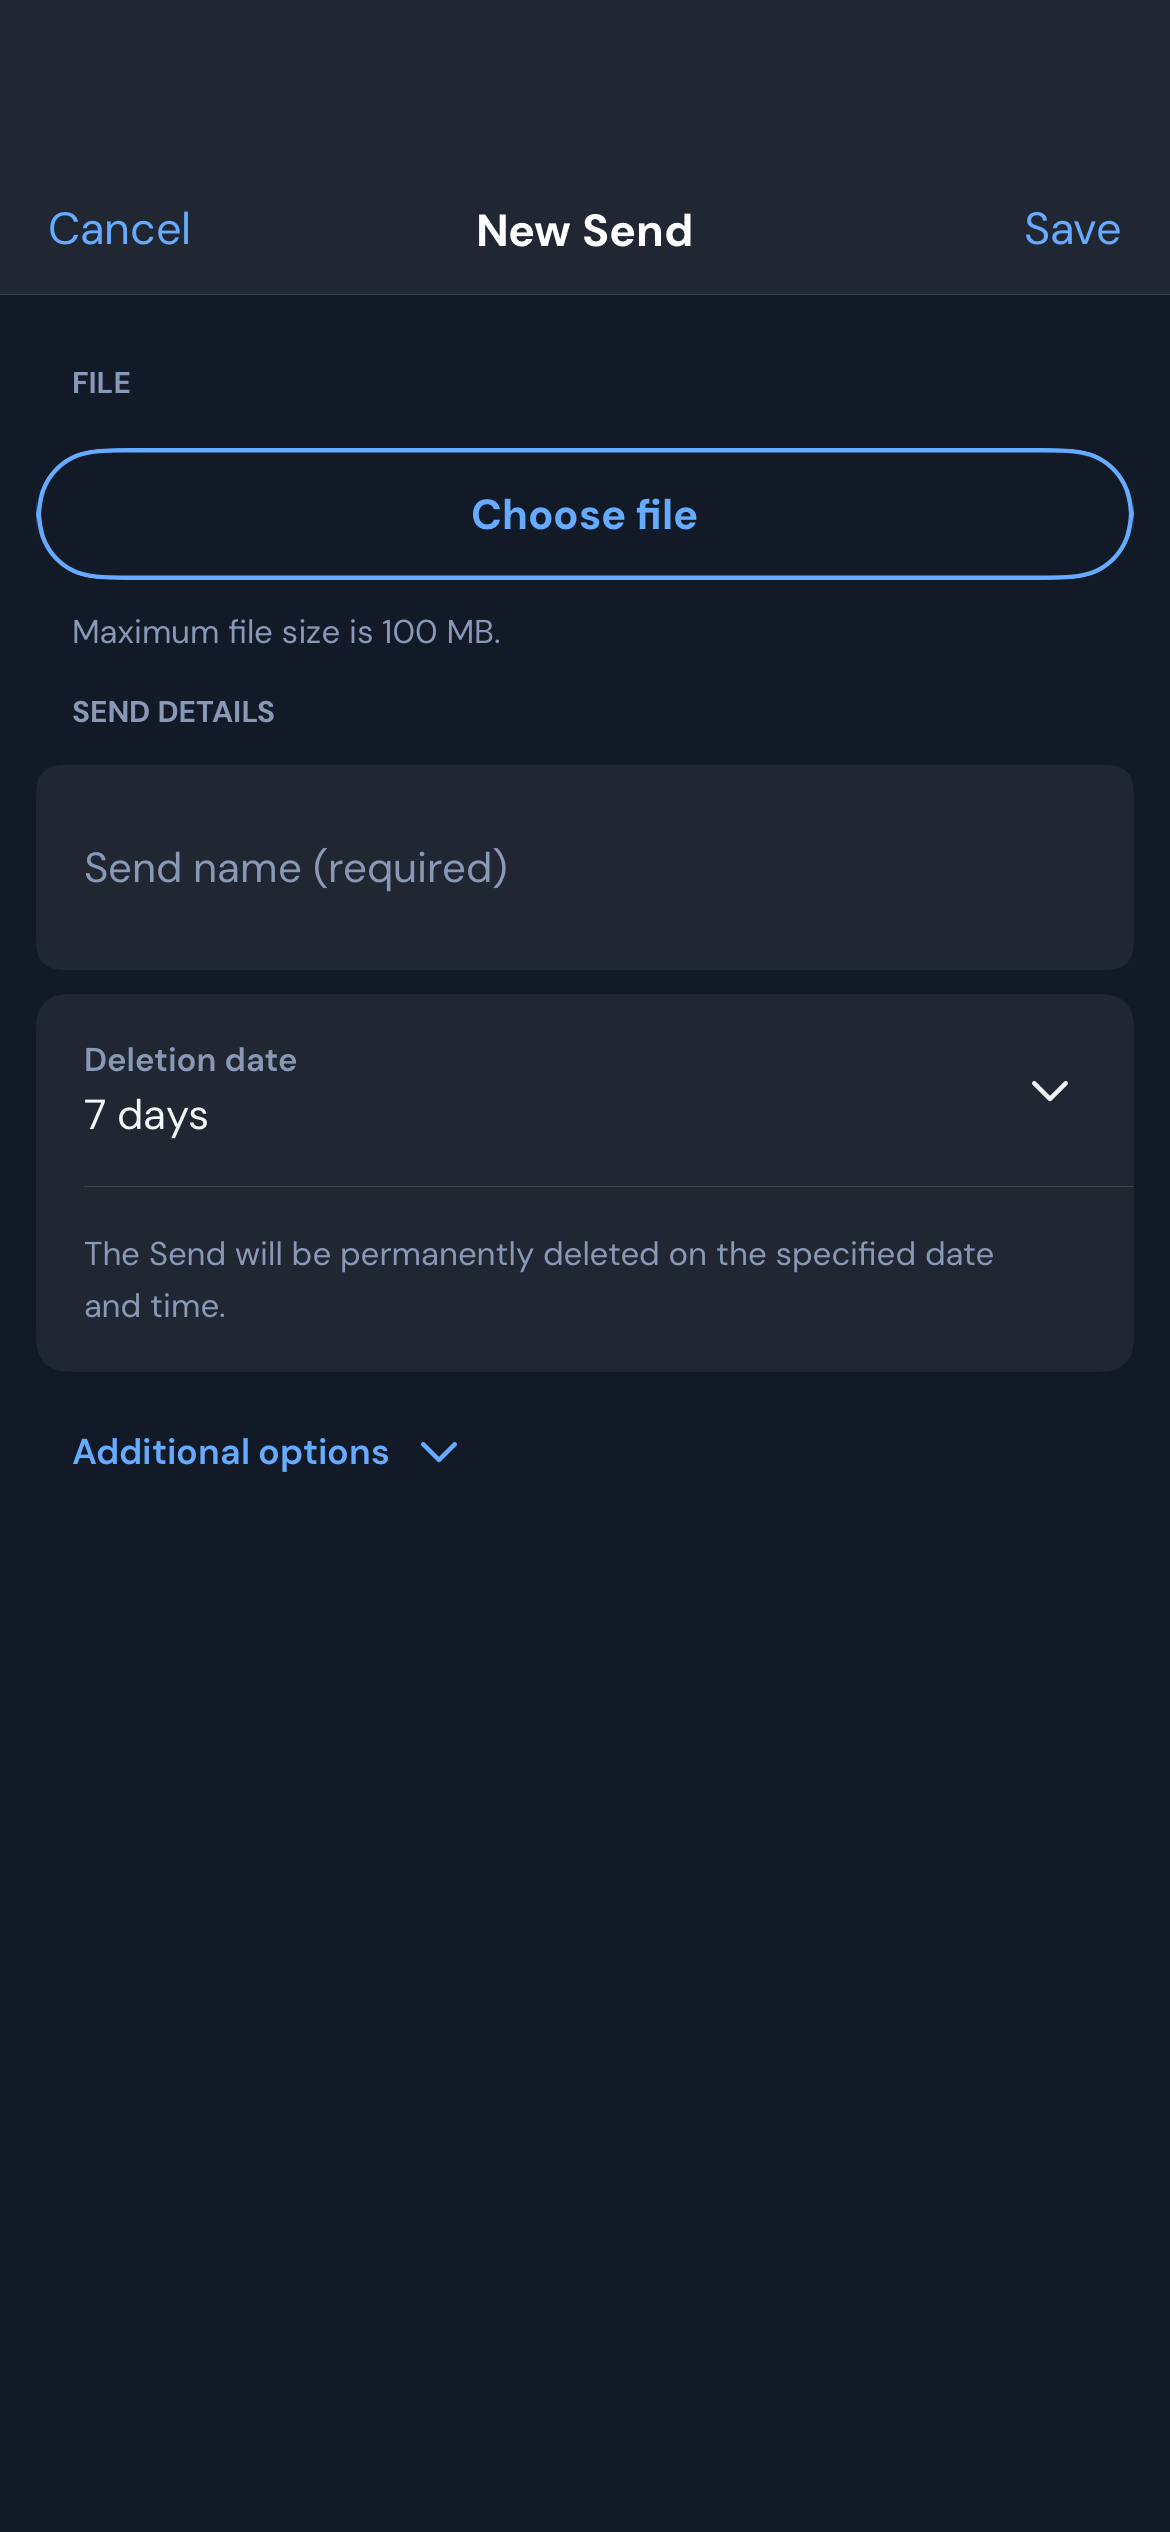 Cancel
New Send
Save
FILE
Choose file
Maximum file size is 100 MB.
SEND DETAILS
Send name (required)
Deletion date
7 days
The Send will be permanently deleted on the specified date
and time.
Additional options